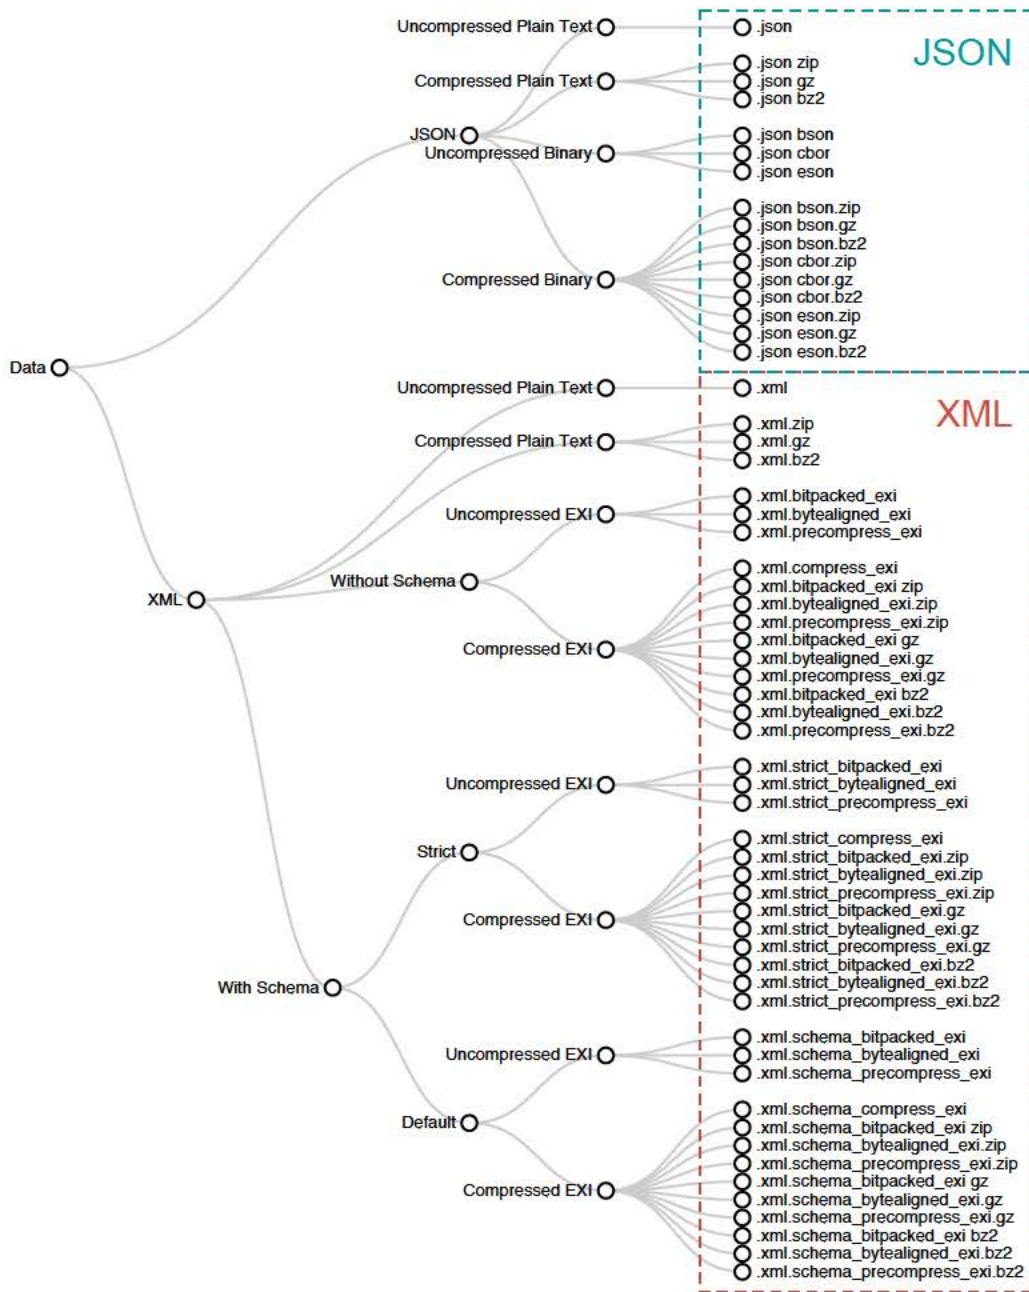 Uncompressed Plain Text
.json
JSON
Compressed Plain Text
.json zip
.json gz
.json bz2
JSON
Uncompressed Binary
.json bson
.json cbor
.json eson
Compressed Binary
.json bson.zip
.json bson.gz
.json bson.bz2
.json cbor.zip
.json cbor.gz
.json cbor.bz2
.json eson.zip
.json eson.gz
.json eson.bz2
Data
Uncompressed Plain Text
.xml
XML
Compressed Plain Text
.xml.zip
.xml.gz
.xml.bz2
XML
Without Schema
Uncompressed EXI
.xml.bitpacked_exi
.xml.bytealigned_exi
.xml.precompress_exi
Compressed EXI
.xml.compress_exi
.xml.bitpacked_exi zip
.xml.bytealigned_exi.zip
.xml.precompress_exi.zip
.xml.bitpacked_exi gz
.xml.bytealigned_exi.gz
.xml.precompress_exi.gz
.xml.bitpacked_exi bz2
.xml.bytealigned_exi.bz2
.xml.precompress_exi.bz2
With Schema
Strict
Uncompressed EXI
.xml.strict_bitpacked_exi
.xml.strict_bytealigned_exi
.xml.strict_precompress_exi
Compressed EXI
.xml.strict_compress_exi
.xml.strict_bitpacked_exi.zip
.xml.strict_bytealigned_exi.zip
.xml.strict_precompress_exi.zip
.xml.strict_bitpacked_exi.gz
.xml.strict_bytealigned_exi.gz
.xml.strict_precompress_exi.gz
.xml.strict_bitpacked_exi.bz2
.xml.strict_bytealigned_exi.bz2
.xml.strict_precompress_exi.bz2
Default
Uncompressed EXI
.xml.schema_bitpacked_exi
.xml.schema_bytealigned_exi
.xml.schema_precompress_exi
Compressed EXI
.xml.schema_compress_exi
.xml.schema_bitpacked_exi zip
.xml.schema_bytealigned_exi.zip
.xml.schema_precompress_exi.zip
.xml.schema_bitpacked_exi gz
.xml.schema_bytealigned_exi.gz
.xml.schema_precompress_exi.gz
.xml.schema_bitpacked_exi bz2
.xml.schema_bytealigned_exi.bz2
.xml.schema_precompress_exi.bz2